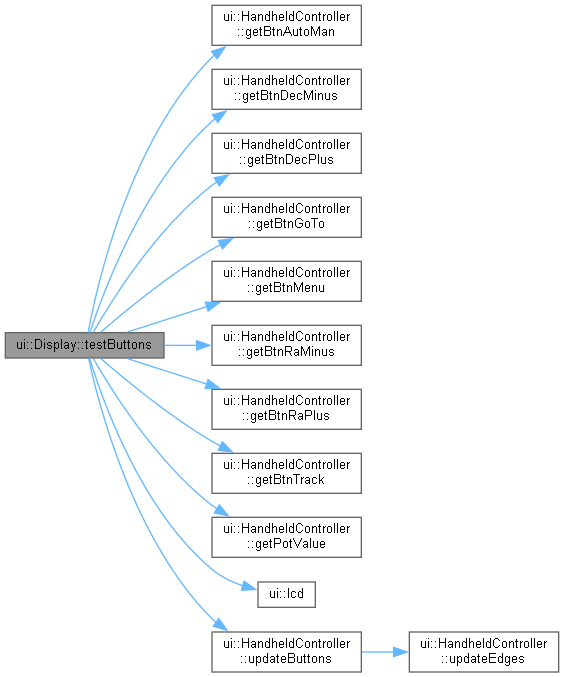 ui::HandheldController
::getBtnAutoMan
ui::HandheldController
::getBtnDecMinus
ui::HandheldController
::getBtnDecPlus
ui::HandheldController
::getBtnGoTo
ui::HandheldController
::getBtnMenu
ui::Display::testButtons
ui::HandheldController
::getBtnRaMinus
ui::HandheldController
::getBtnRaPlus
ui::HandheldController
::getBtnTrack
ui::HandheldController
::getPotValue
ui::lcd
ui::HandheldController
::updateButtons
ui::HandheldController
::updateEdges